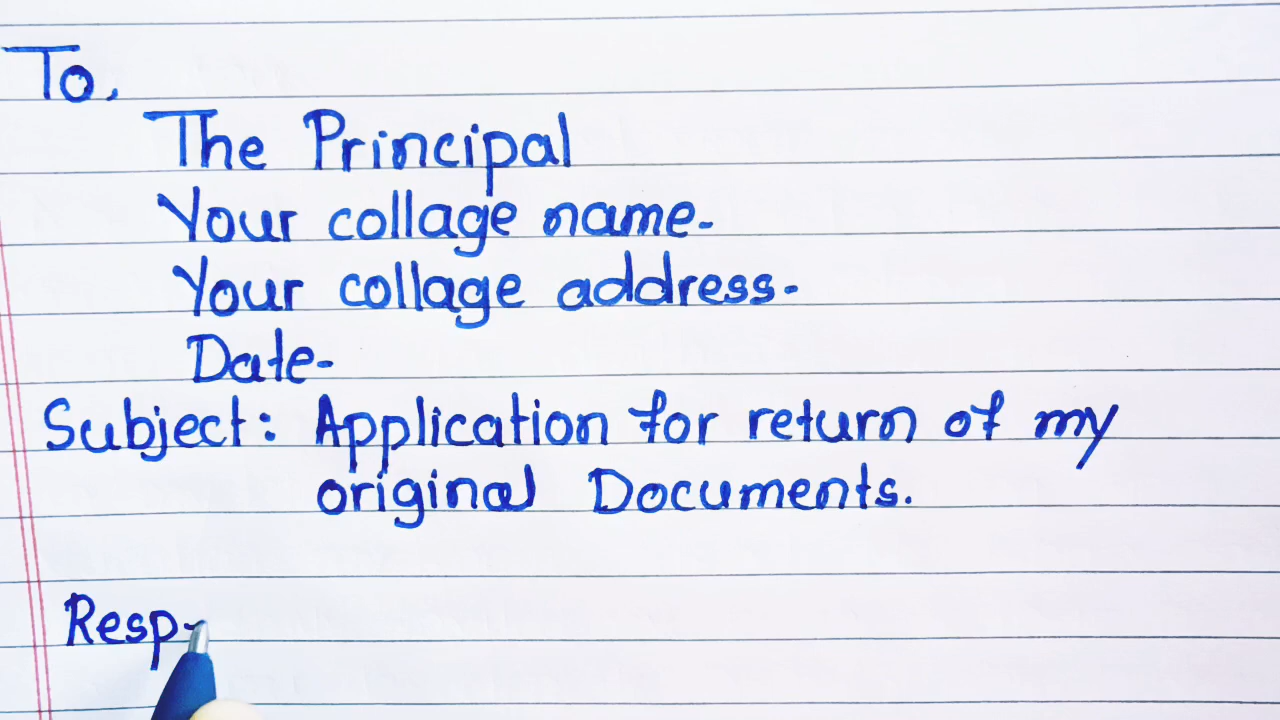 To,
The Principal
Your collage name-
Your collage address-
Date-
Subject: Application for return of my
original Documents.
Resp